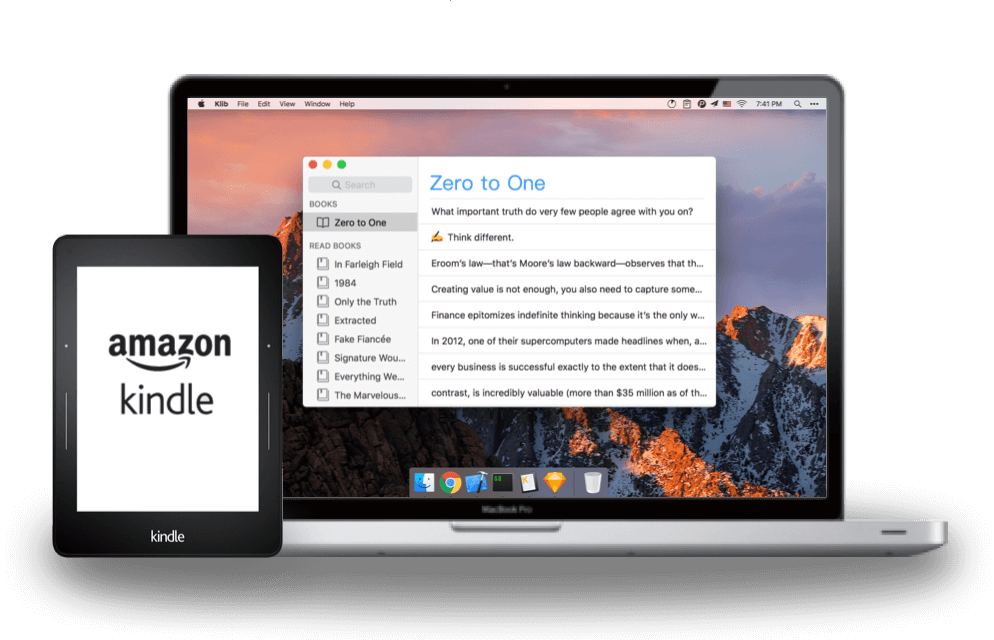 Klib File Edit View Window Help 7:41 PM
Search
BOOKS
Zero to One
READ BOOKS
In Farleigh Field
1984
Only the Truth
Extracted
Fake Fiancée
Signature Wou...
Everything We...
The Marvelous...
Zero to One
What important truth do very few people agree with you on?
✍️ Think different.
Eroom's law—that's Moore's law backward—observes that th...
Creating value is not enough, you also need to capture some...
Finance epitomizes indefinite thinking because it's the only w...
In 2012, one of their supercomputers made headlines when, a...
every business is successful exactly to the extent that it does...
contrast, is incredibly valuable (more than $35 million as of th...
MacBook Pro
amazon
kindle
kindle